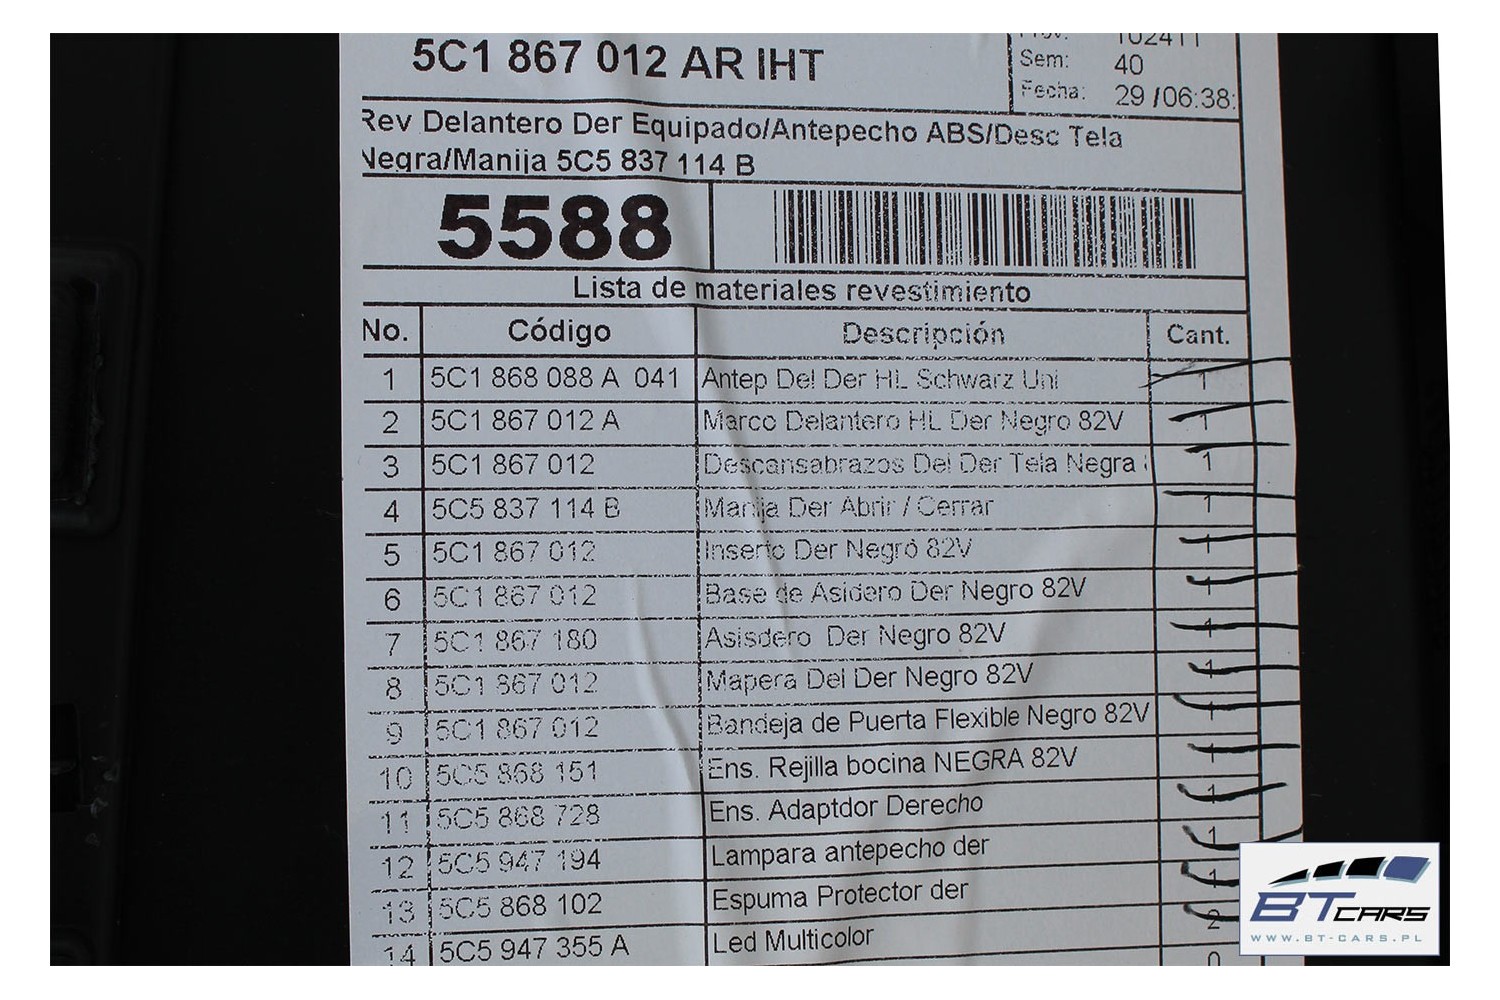 5C1 867 012 AR IHT
Prov: 102411
Sem: 40
Fecha: 29 /06:38:
Rev Delantero Der Equipado/Antepecho ABS/Desc Tela
Negra/Manija 5C5 837 114 B
5588
Lista de materiales revestimiento
No. Código Descripción Cant.
1 5C1 868 088 A 041 Antep Del Der HL Schwarz Uni 1
2 5C1 867 012 A Marco Delantero HL Der Negro 82V 1
3 5C1 867 012 Descansabrazos Del Der Tela Negra 1
4 5C5 837 114 B Manija Der Abrir / Cerrar 1
5 5C1 867 012 Inserto Der Negro 82V 1
6 5C1 867 012 Base de Asidero Der Negro 82V 1
7 5C1 867 180 Asisdero Der Negro 82V 1
8 5C1 867 012 Mapera Del Der Negro 82V 1
9 5C1 867 012 Bandeja de Puerta Flexible Negro 82V 1
10 5C5 868 151 Ens. Rejilla bocina NEGRA 82V 1
11 5C5 868 728 Ens. Adaptdor Derecho 1
12 5C5 947 194 Lampara antepecho der 1
13 5C5 868 102 Espuma Protector der 1
14 5C5 947 355 A Led Multicolor 2
0
BTCARS
WWW.BT-CARS.PL